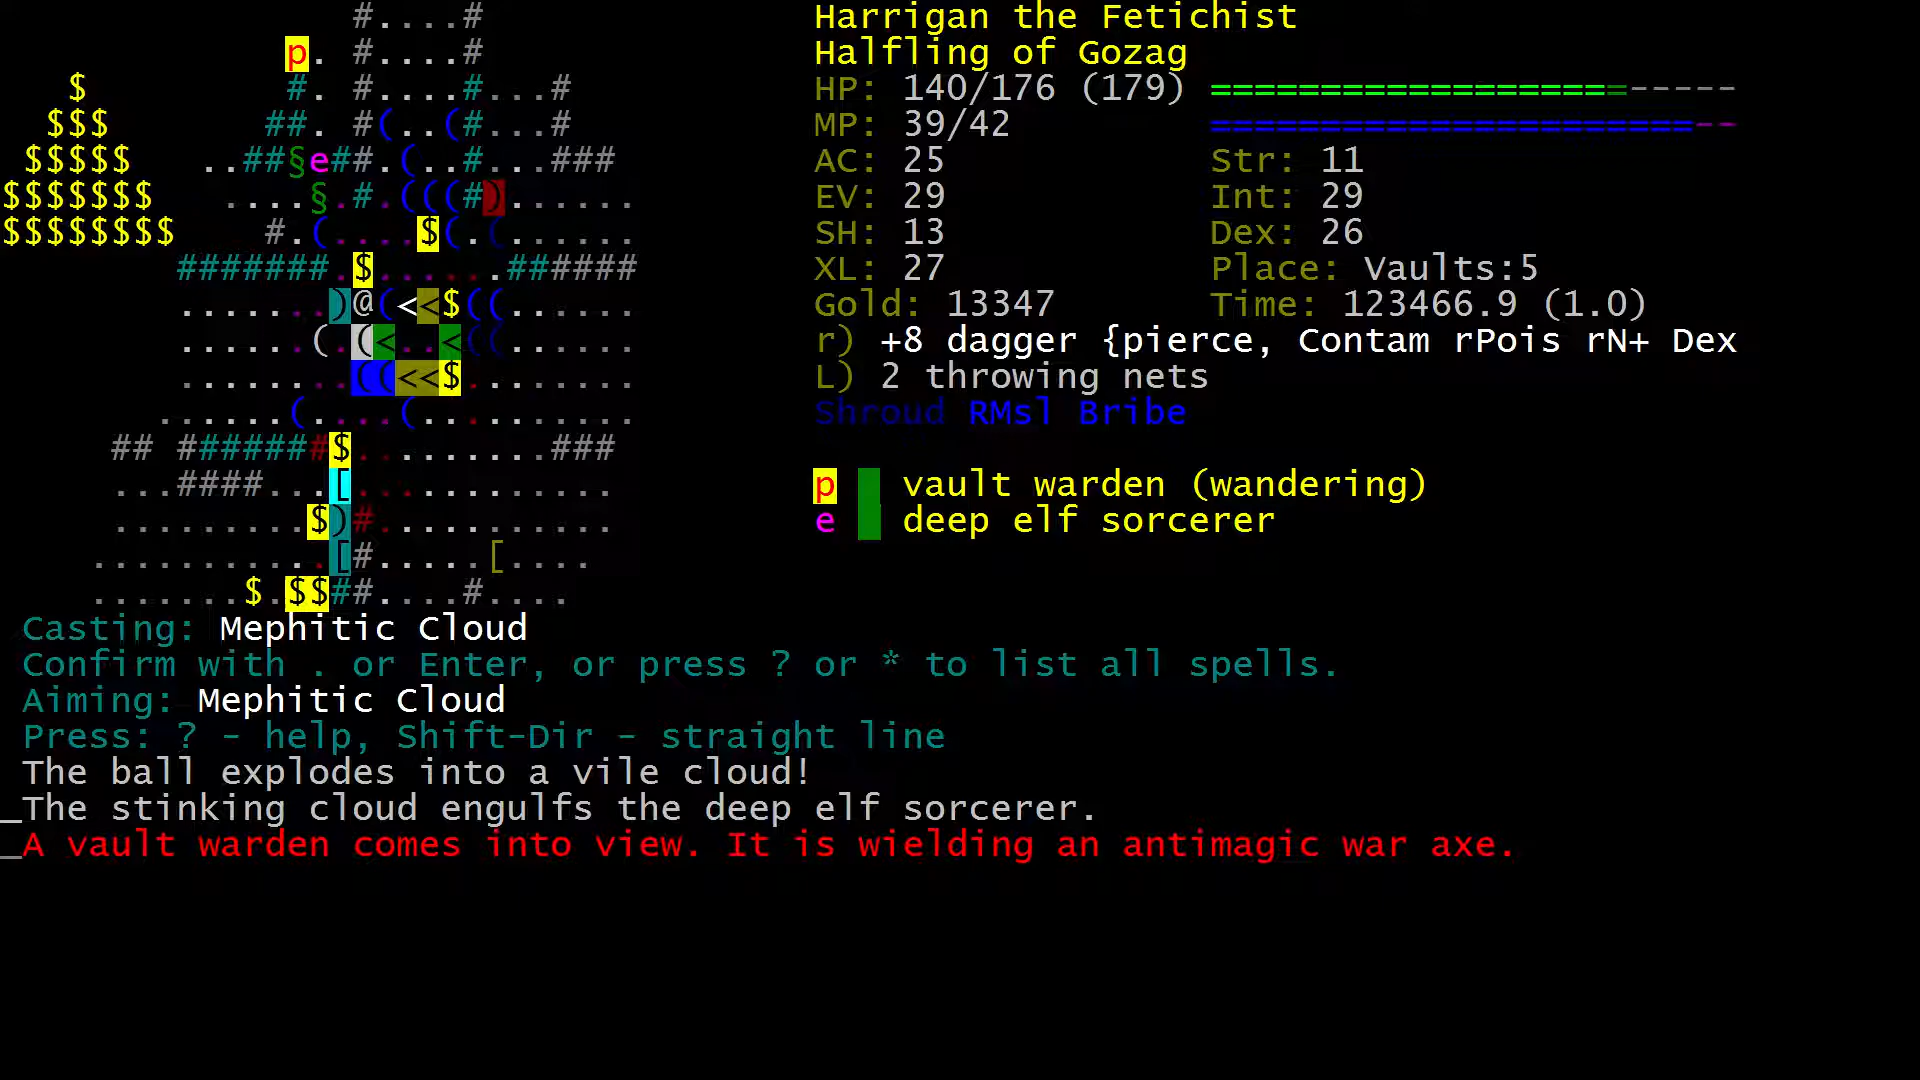 Harrigan the Fetichist
Halfling of Gozag
HP: 140/176 (179)
MP: 39/42
AC: 25 Str: 11
EV: 29 Int: 29
SH: 13 Dex: 26
XL: 27 Place: Vaults:5
Gold: 13347 Time: 123466.9 (1.0)
r) +8 dagger {pierce, Contam rPois rN+ Dex
L) 2 throwing nets
Shroud RMsl Bribe
p vault warden (wandering)
e deep elf sorcerer
Casting: Mephitic Cloud
Confirm with . or Enter, or press ? or * to list all spells.
Aiming: Mephitic Cloud
Press: ? - help, Shift-Dir - straight line
The ball explodes into a vile cloud!
_The stinking cloud engulfs the deep elf sorcerer.
_A vault warden comes into view. It is wielding an antimagic war axe.